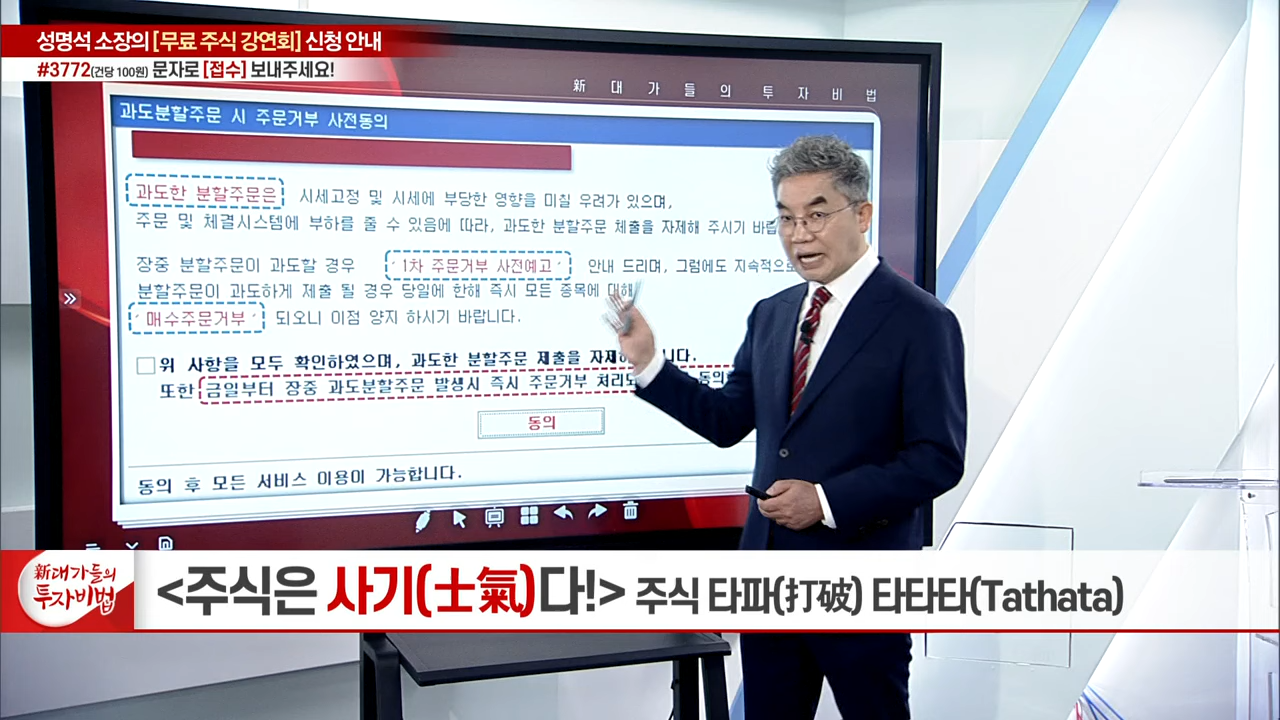 성명석 소장의 [무료 주식 강연회] 신청 안내
#3772(건당 100원) 문자로 [접수] 보내주세요!
新 대가들의 투자비법
과도분할주문 시 주문거부 사전동의
과도한 분할주문은 시세고정 및 시세에 부당한 영향을 미칠 우려가 있으며,
주문 및 체결시스템에 부하를 줄 수 있음에 따라, 과도한 분할주문 제출을 자제해 주시기 바랍
장중 분할주문이 과도할 경우 '1차 주문거부 사전예고' 안내 드리며, 그럼에도 지속적으로
분할주문이 과도하게 제출 될 경우 당일에 한해 즉시 모든 종목에 대해
'매수주문거부' 되오니 이점 양지 하시기 바랍니다.
위 사항을 모두 확인하였으며, 과도한 분할주문 제출을 자제 니다.
또한 금일부터 장중 과도분할주문 발생시 즉시 주문거부 처리되 동의
동의
동의 후 모든 서비스 이용이 가능합니다.
新대가들의
투자비법
<주식은 사기(士氣)다!> 주식 타파(打破) 타타타(Tathata)